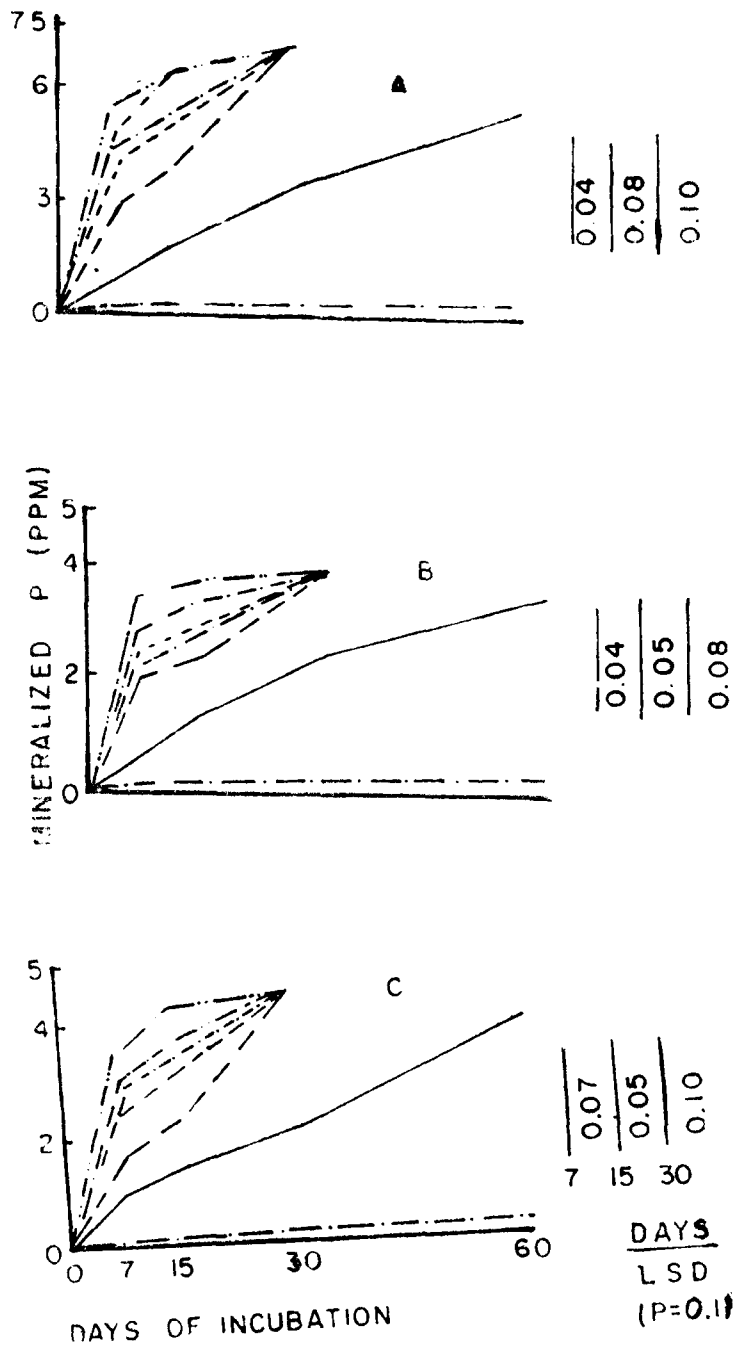 75
6
3
0
A
0.04
0.08
0.10
MINERALIZED P (PPM)
5
4
2
0
B
0.04
0.05
0.08
5
4
2
0
C
0.07
0.05
0.10
7 15 30
0 7 15 30 60
DAYS OF INCUBATION
DAYS
LSD
(P=0.1)